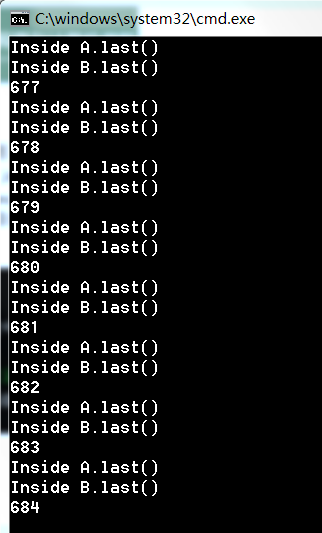 C:\windows\system32\cmd.exe
Inside A.last()
Inside B.last()
677
Inside A.last()
Inside B.last()
678
Inside A.last()
Inside B.last()
679
Inside A.last()
Inside B.last()
680
Inside A.last()
Inside B.last()
681
Inside A.last()
Inside B.last()
682
Inside A.last()
Inside B.last()
683
Inside A.last()
Inside B.last()
684